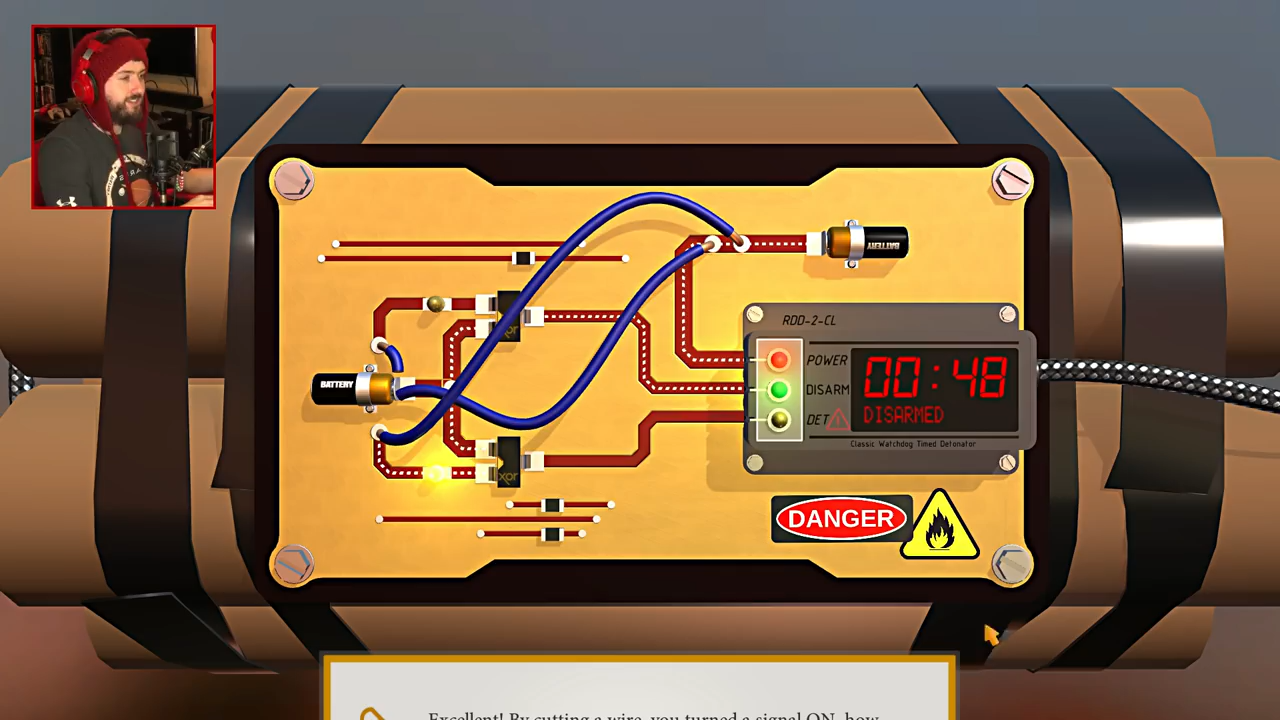 BATTERY
RDD-2-CL
XOr
POWER
BATTERY
DISARM
00:48
DET
DISARMED
Classic Watchdog Timed Detonator
xor
DANGER
Excellent! By cutting a wire, you turned a signal ON, how